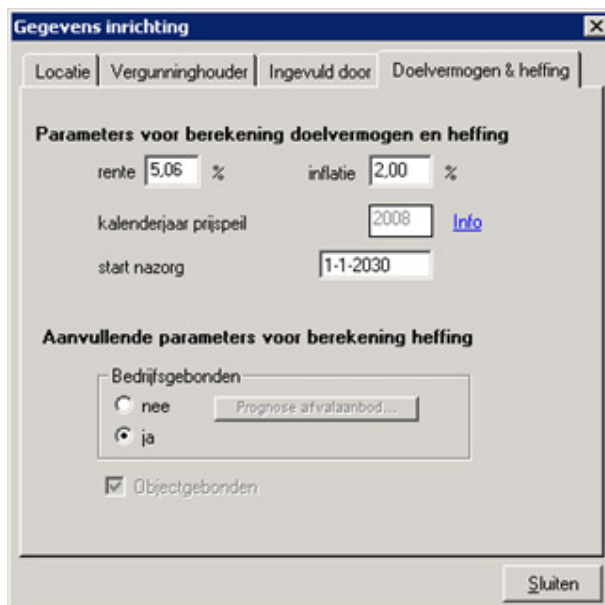 Gegevens inrichting
Locatie Vergunninghouder Ingevuld door Doelvermogen & heffing
Parameters voor berekening doelvermogen en heffing
rente 5,06 % inflatie 2,00 %
kalenderjaar prijspeil 2008 Info
start nazorg 1-1-2030
Aanvullende parameters voor berekening heffing
Bedrijfsgebonden
nee Prognose afvalaanbod...
ja
Objectgebonden
Sluiten